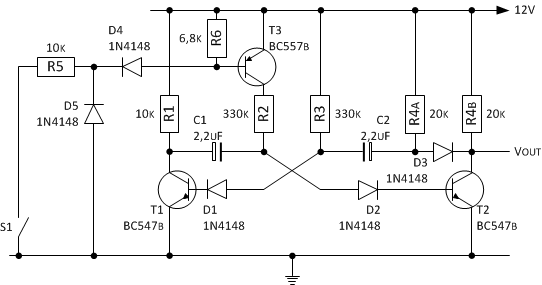 12V
D4
1N4148
R6
6,8K
T3
BC557B
10K
R5
D5
1N4148
10K
R1
C1
2,2UF
330K
R2
R3
330K
C2
2,2UF
R4A
20K
R4B
20K
VOUT
D3
1N4148
S1
T1
BC547B
D1
1N4148
D2
1N4148
T2
BC547B